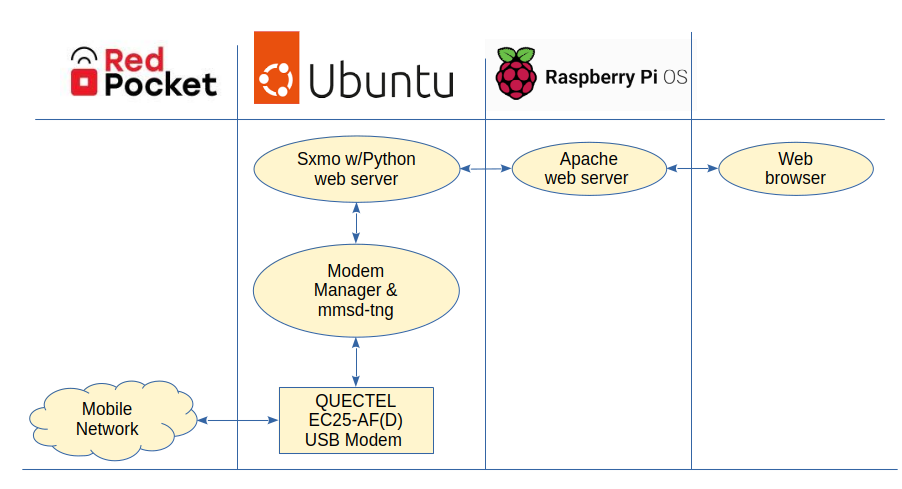 Red
Pocket
Ubuntu
Raspberry Pi OS
Sxmo w/Python
web server
Apache
web server
Web
browser
Modem
Manager &
mmsd-tng
Mobile
Network
QUECTEL
EC25-AF(D)
USB Modem